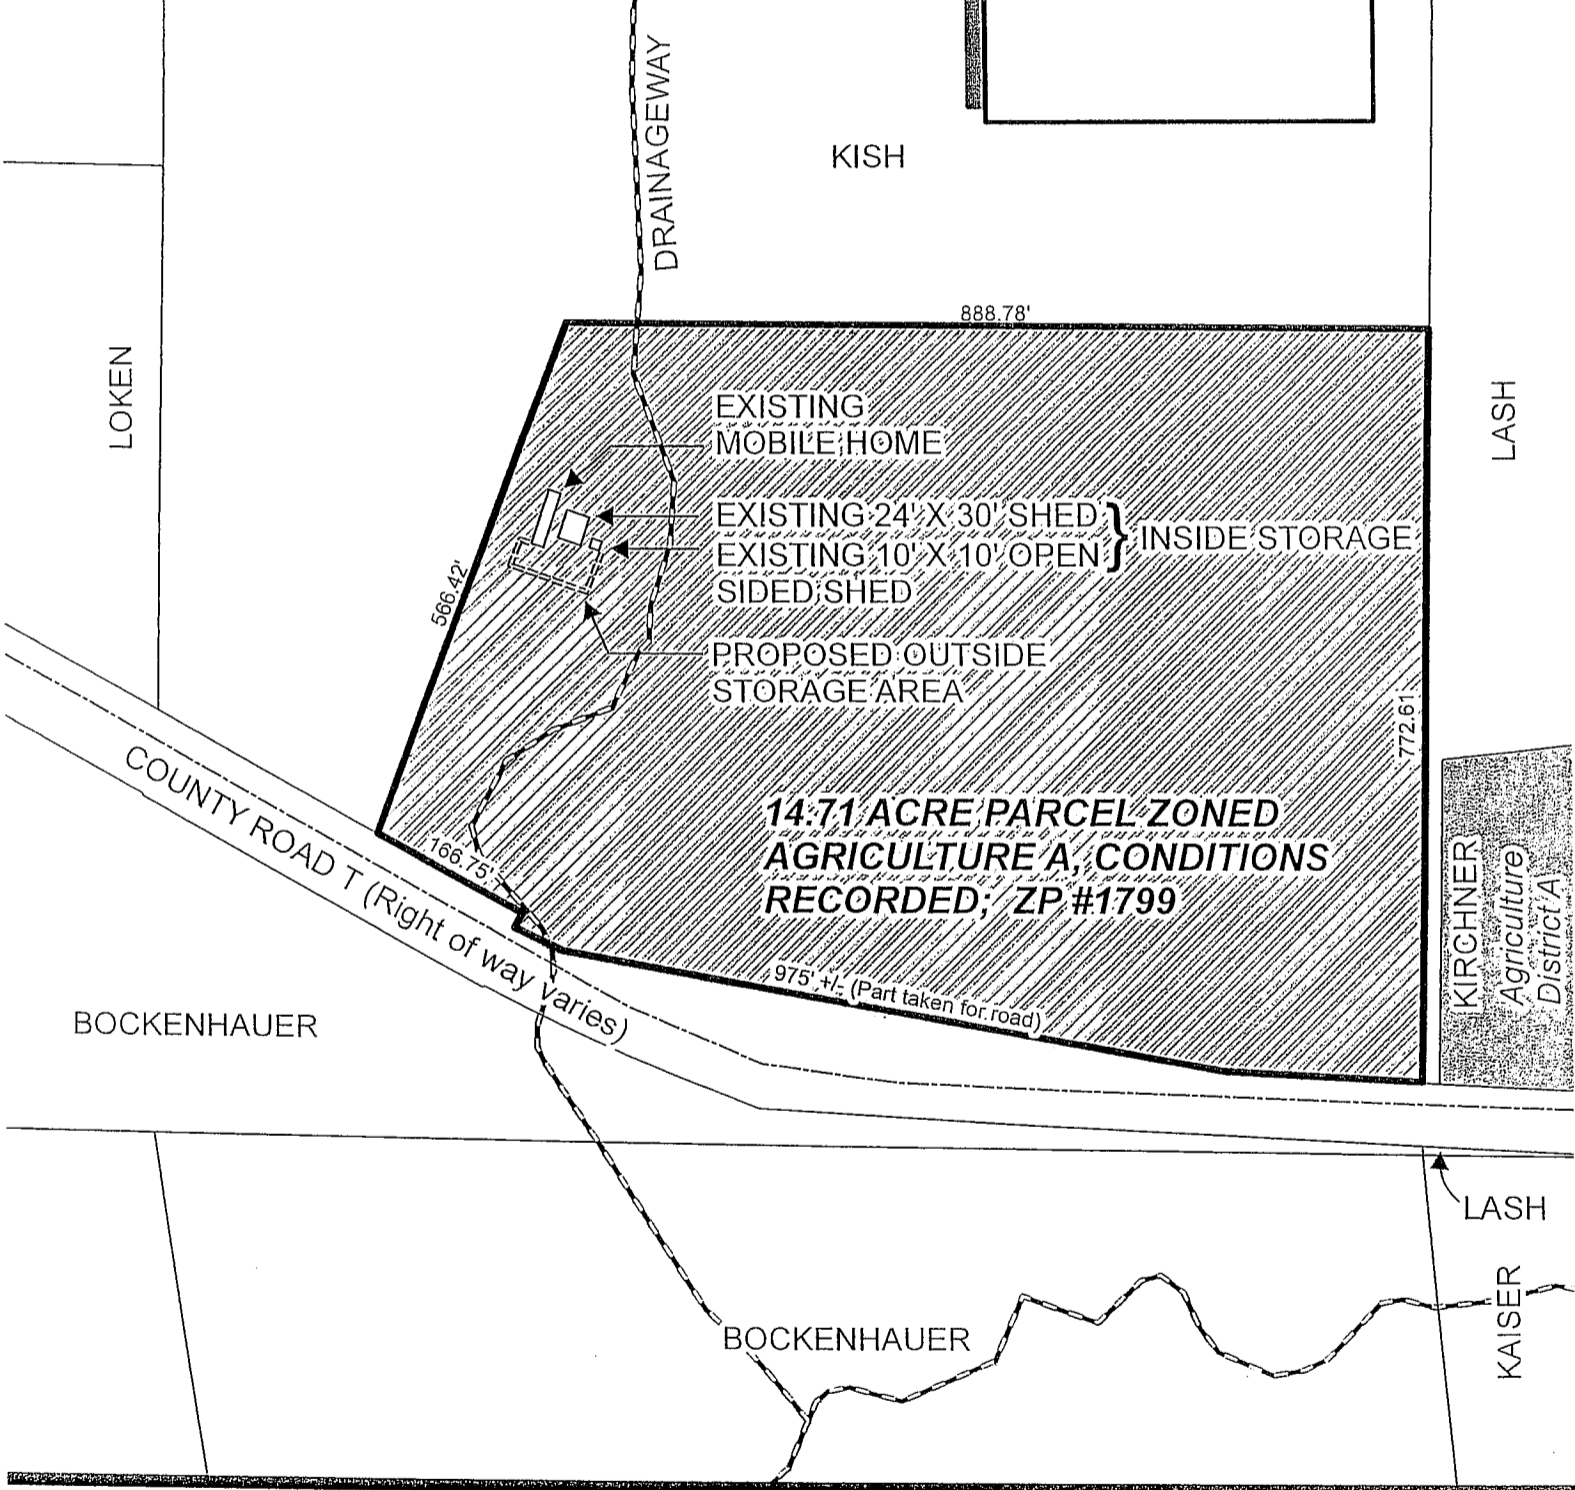 DRAINAGEWAY
KISH
888.78'
LOKEN
LASH
EXISTING
MOBILE HOME
EXISTING 24' X 30' SHED
EXISTING 10' X 10' OPEN
SIDED SHED
INSIDE STORAGE
566.42'
PROPOSED OUTSIDE
STORAGE AREA
772.61
COUNTY ROAD T (Right of way varies)
166.75'
14.71 ACRE PARCEL ZONED
AGRICULTURE A, CONDITIONS
RECORDED; ZP #1799
KIRCHNER
Agriculture
District A
975' +/- (Part taken for road)
BOCKENHAUER
LASH
BOCKENHAUER
KAISER